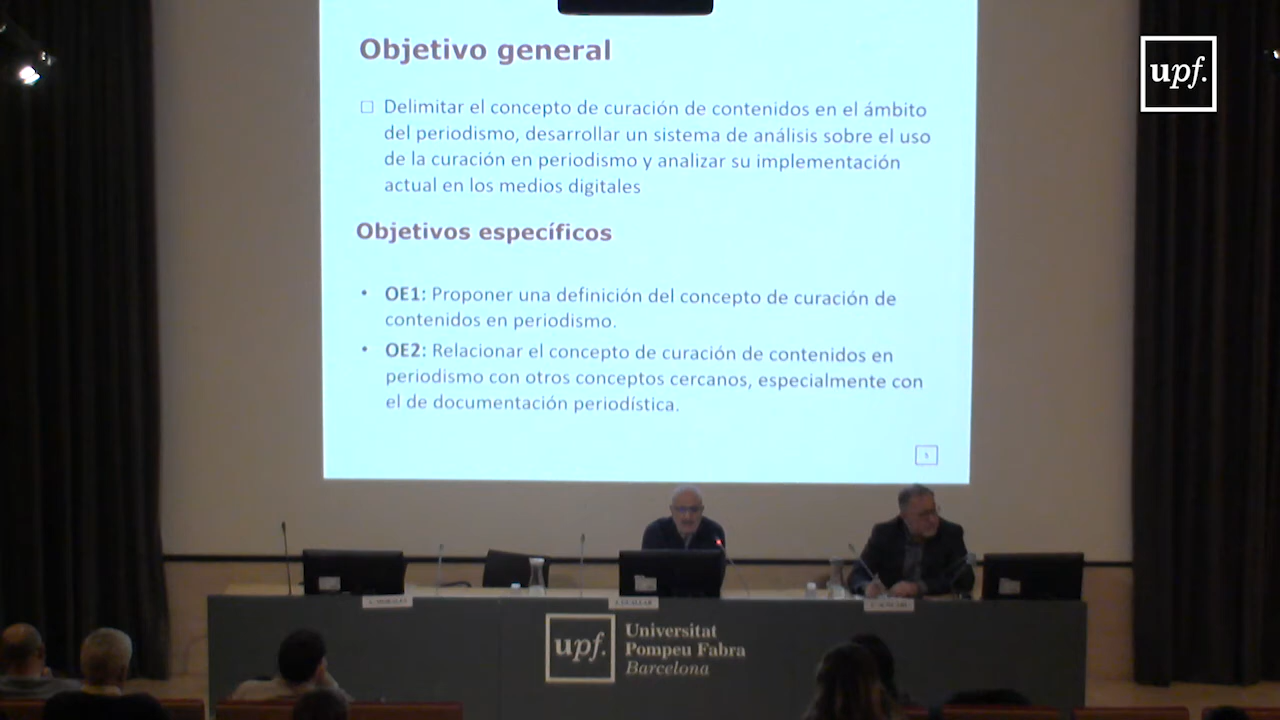 Objetivo general
Delimitar el concepto de curación de contenidos en el ámbito
del periodismo, desarrollar un sistema de análisis sobre el uso
de la curación en periodismo y analizar su implementación
actual en los medios digitales
Objetivos específicos
• OE1: Proponer una definición del concepto de curación de
contenidos en periodismo.
• OE2: Relacionar el concepto de curación de contenidos en
periodismo con otros conceptos cercanos, especialmente con
el de documentación periodística.
upf.
upf.
Universitat
Pompeu Fabra
Barcelona